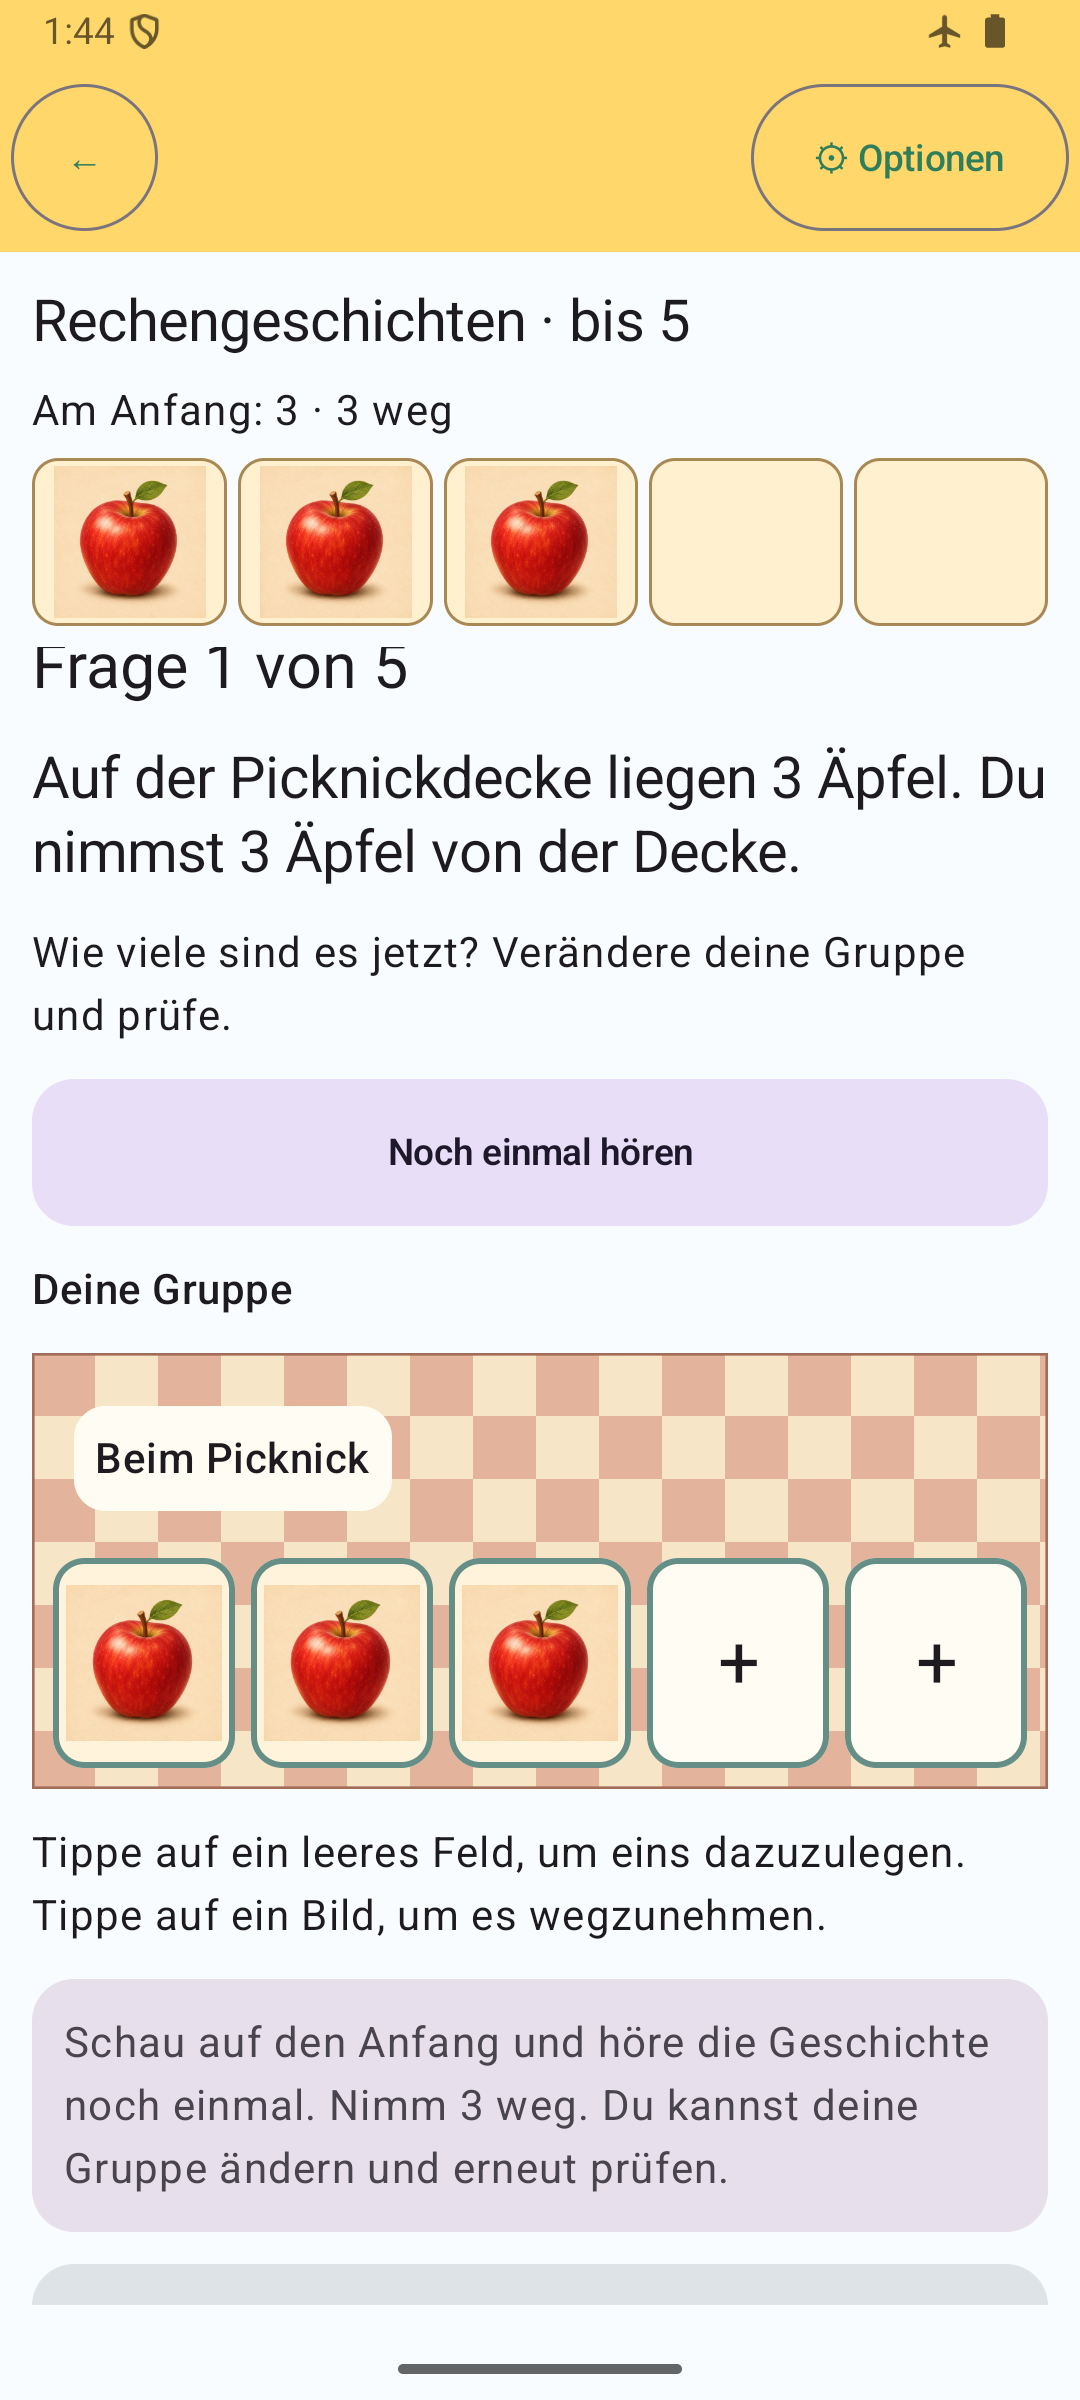 1:44
←
Optionen
Rechengeschichten · bis 5
Am Anfang: 3 · 3 weg
Frage 1 von 5
Auf der Picknickdecke liegen 3 Äpfel. Du
nimmst 3 Äpfel von der Decke.
Wie viele sind es jetzt? Verändere deine Gruppe
und prüfe.
Noch einmal hören
Deine Gruppe
Beim Picknick
+ +
Tippe auf ein leeres Feld, um eins dazuzulegen.
Tippe auf ein Bild, um es wegzunehmen.
Schau auf den Anfang und höre die Geschichte
noch einmal. Nimm 3 weg. Du kannst deine
Gruppe ändern und erneut prüfen.